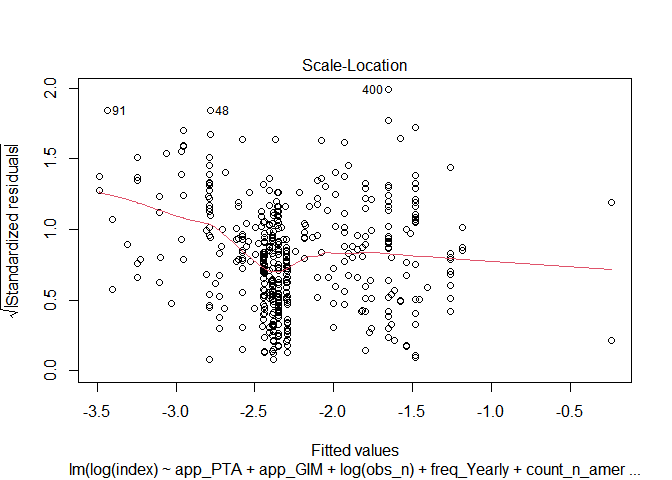 Scale-Location
√|Standardized residuals|
2.0
1.5
1.0
0.5
0.0
400
91
48
-3.5 -3.0 -2.5 -2.0 -1.5 -1.0 -0.5
Fitted values
lm(log(index) ~ app_PTA + app_GIM + log(obs_n) + freq_Yearly + count_n_amer ...